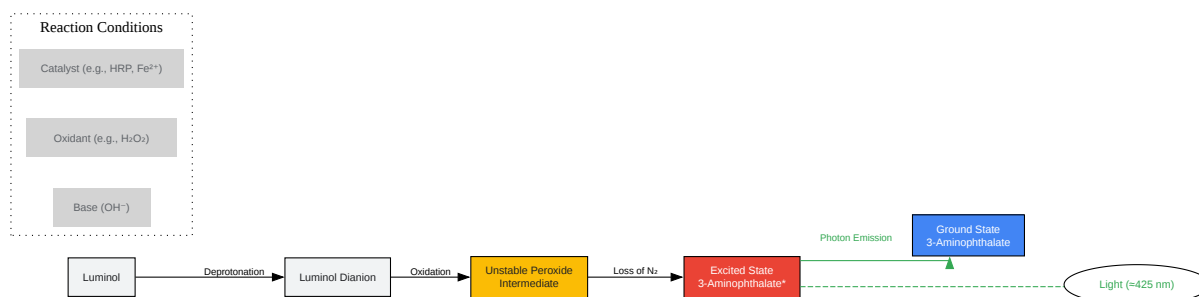 Reaction Conditions
Catalyst (e.g., HRP, Fe²⁺)
Oxidant (e.g., H₂O₂)
Base (OH⁻)
Luminol
Deprotonation
Luminol Dianion
Oxidation
Unstable Peroxide
Intermediate
Loss of N₂
Excited State
3-Aminophthalate*
Photon Emission
Ground State
3-Aminophthalate
Light (≈425 nm)